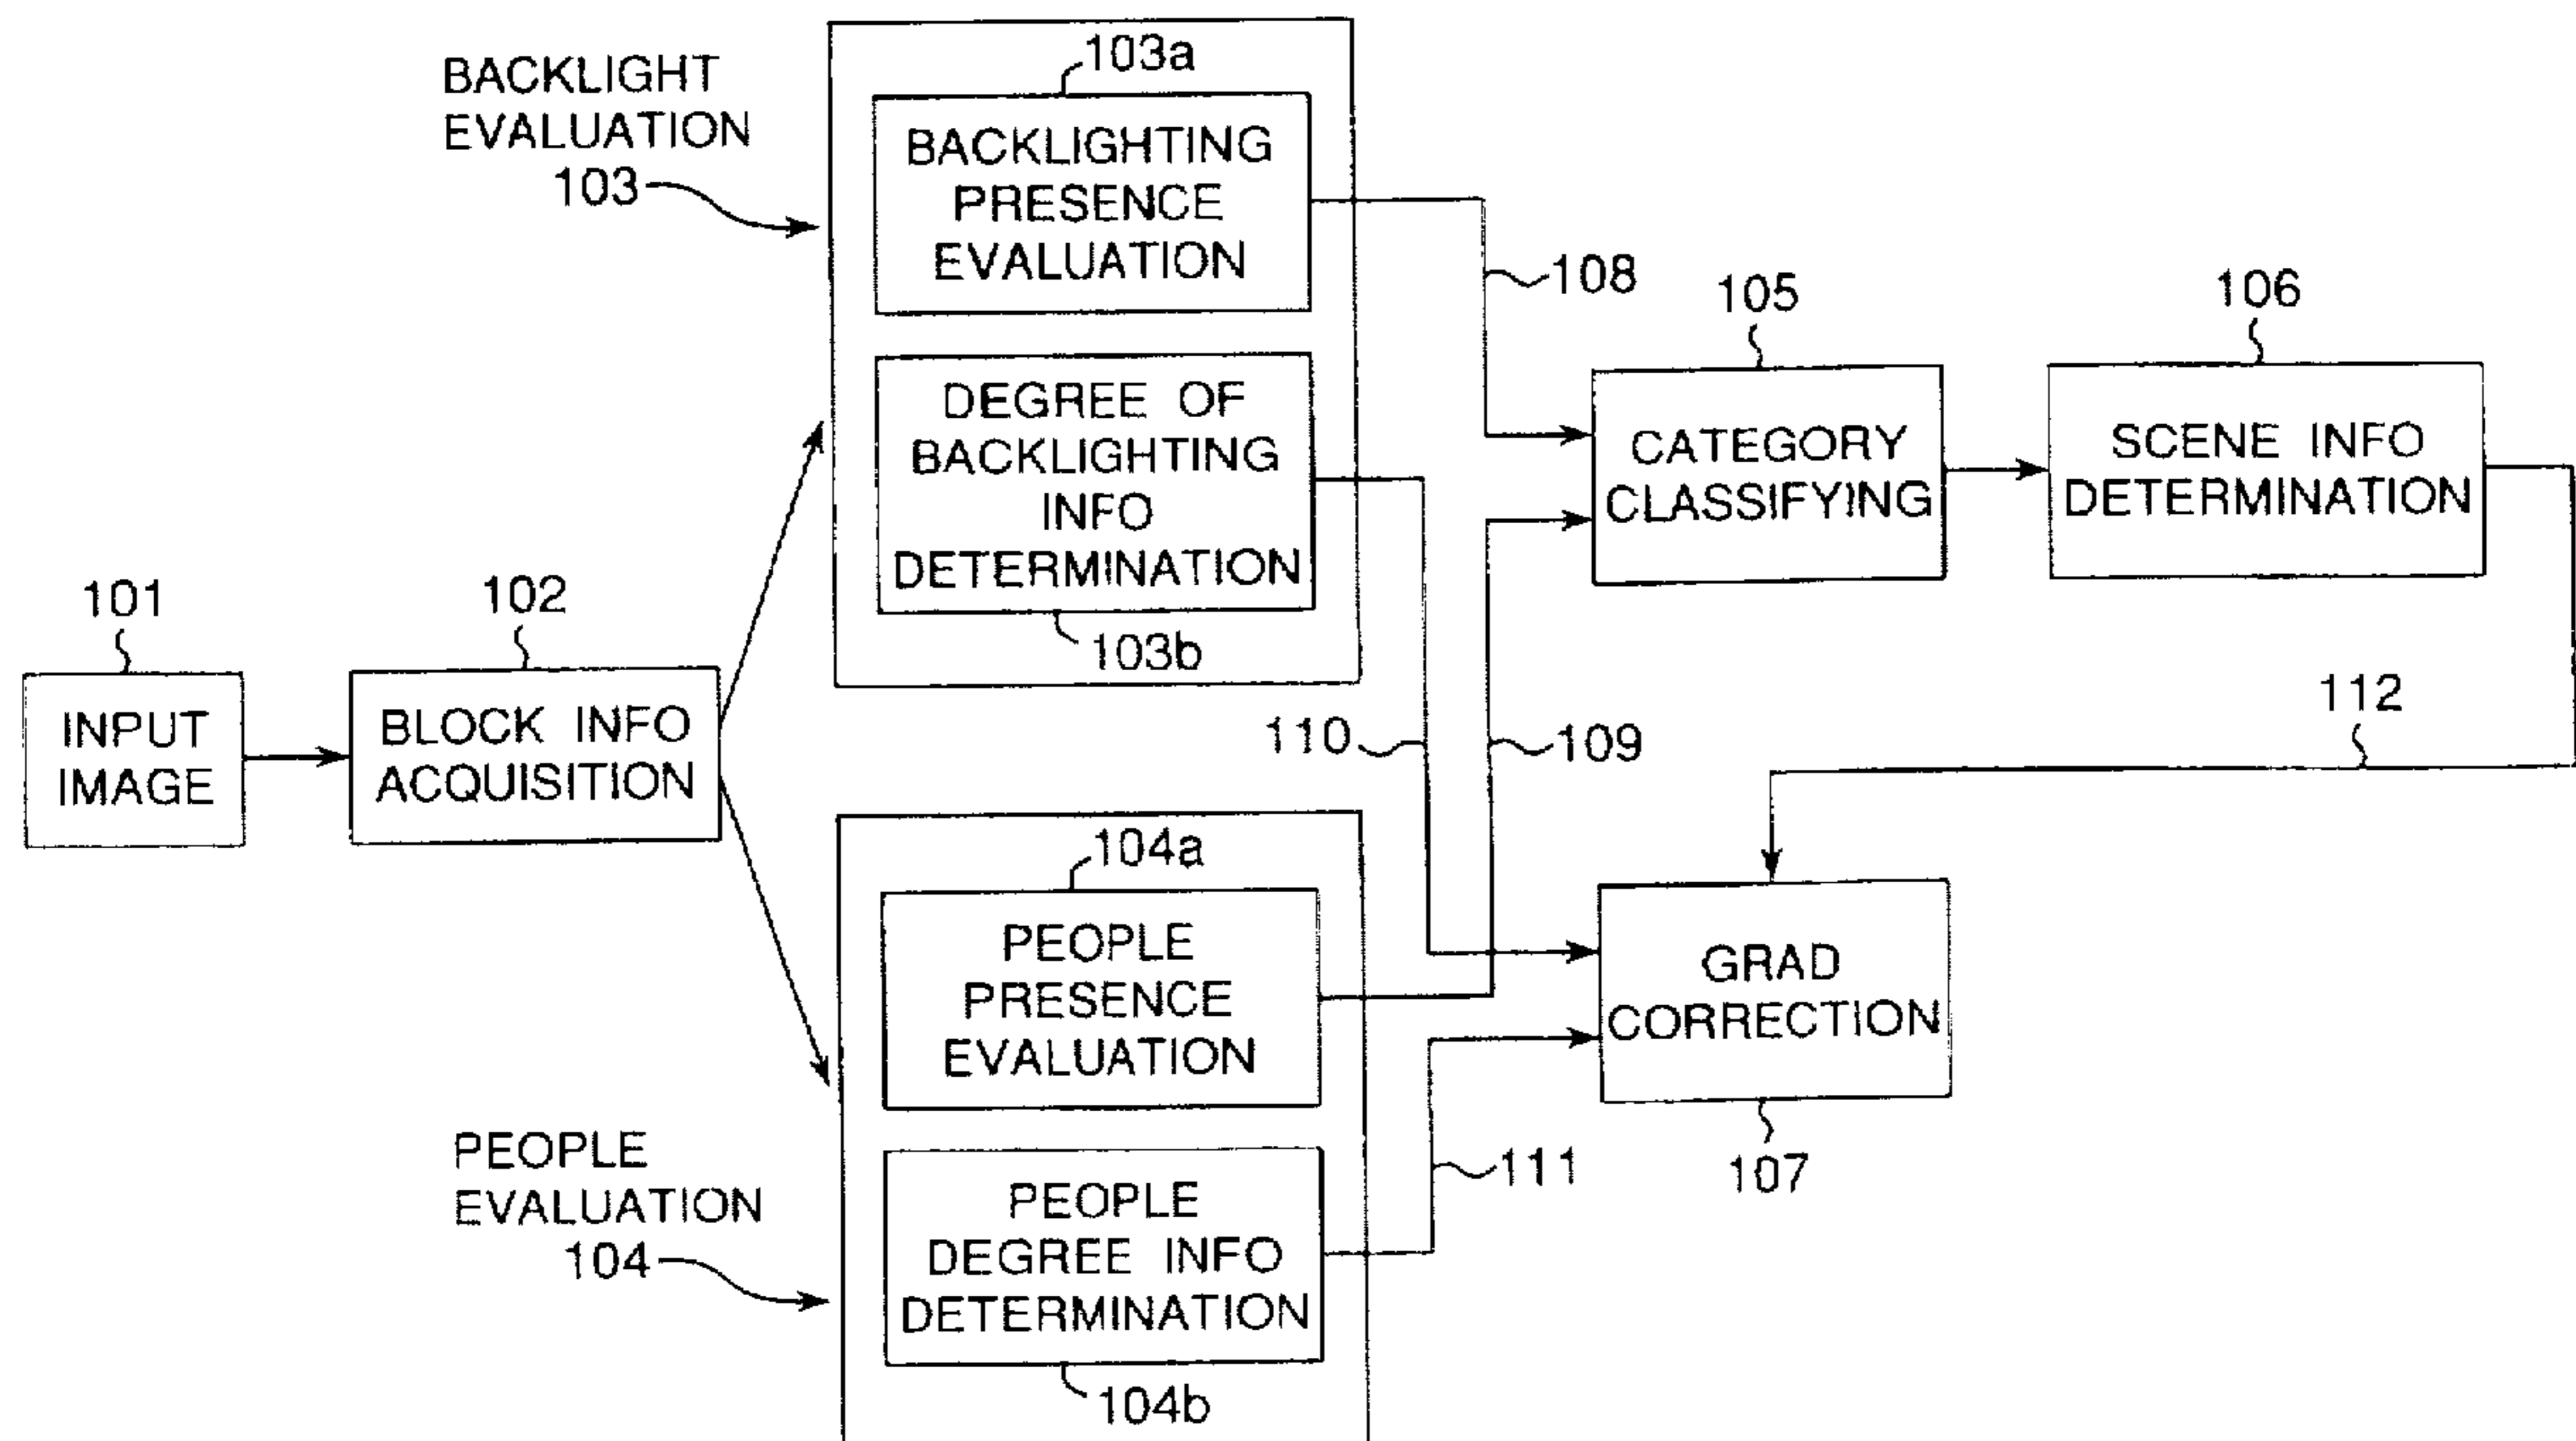 BACKLIGHT
EVALUATION
103
103a
BACKLIGHTING
PRESENCE
EVALUATION
DEGREE OF
BACKLIGHTING
INFO
DETERMINATION
103b
101
INPUT
IMAGE
102
BLOCK INFO
ACQUISITION
108
105
CATEGORY
CLASSIFYING
106
SCENE INFO
DETERMINATION
110
109
112
PEOPLE
EVALUATION
104
104a
PEOPLE
PRESENCE
EVALUATION
PEOPLE
DEGREE INFO
DETERMINATION
104b
111
GRAD
CORRECTION
107